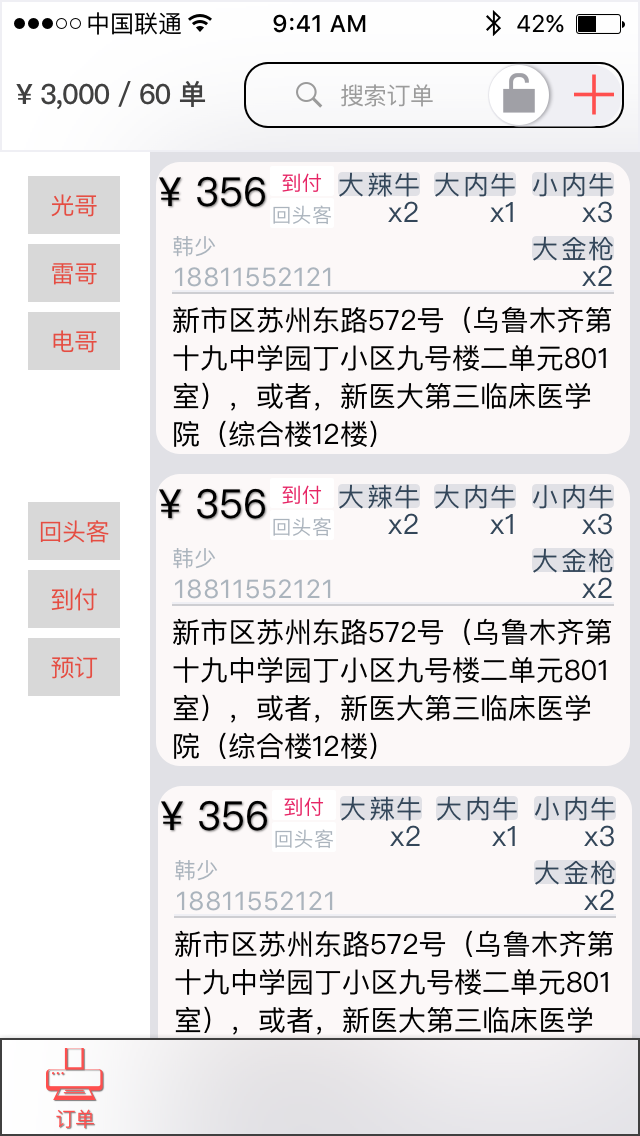 中国联通 9:41 AM 42%
¥ 3,000 / 60 单 搜索订单
光哥
雷哥
电哥
回头客
到付
预订
¥ 356 到付 大辣牛 大内牛 小内牛
回头客 x2 x1 x3
韩少 大金枪
18811552121 x2
新市区苏州东路572号（乌鲁木齐第
十九中学园丁小区九号楼二单元801
室），或者，新医大第三临床医学
院（综合楼12楼）
¥ 356 到付 大辣牛 大内牛 小内牛
回头客 x2 x1 x3
韩少 大金枪
18811552121 x2
新市区苏州东路572号（乌鲁木齐第
十九中学园丁小区九号楼二单元801
室），或者，新医大第三临床医学
院（综合楼12楼）
¥ 356 到付 大辣牛 大内牛 小内牛
回头客 x2 x1 x3
韩少 大金枪
18811552121 x2
新市区苏州东路572号（乌鲁木齐第
十九中学园丁小区九号楼二单元801
室），或者，新医大第三临床医学
订单